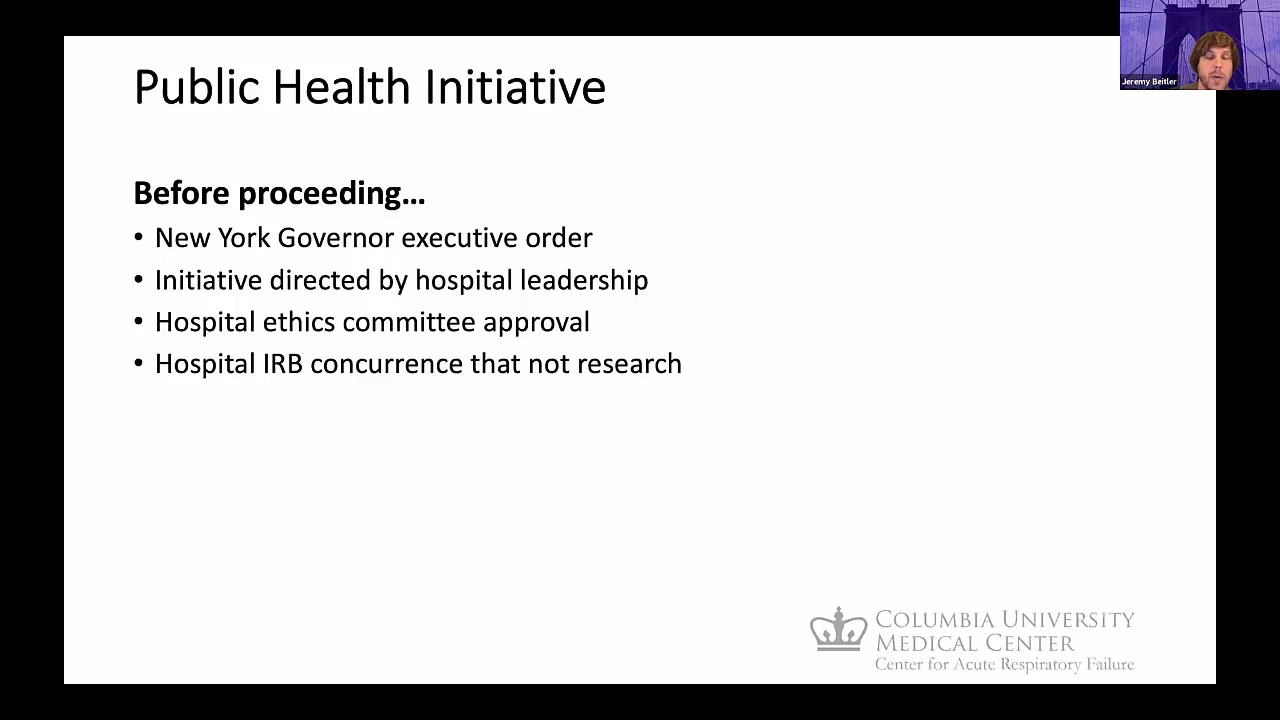 Public Health Initiative
Jeremy Beitler
Before proceeding…
• New York Governor executive order
• Initiative directed by hospital leadership
• Hospital ethics committee approval
• Hospital IRB concurrence that not research
COLUMBIA UNIVERSITY
MEDICAL CENTER
Center for Acute Respiratory Failure